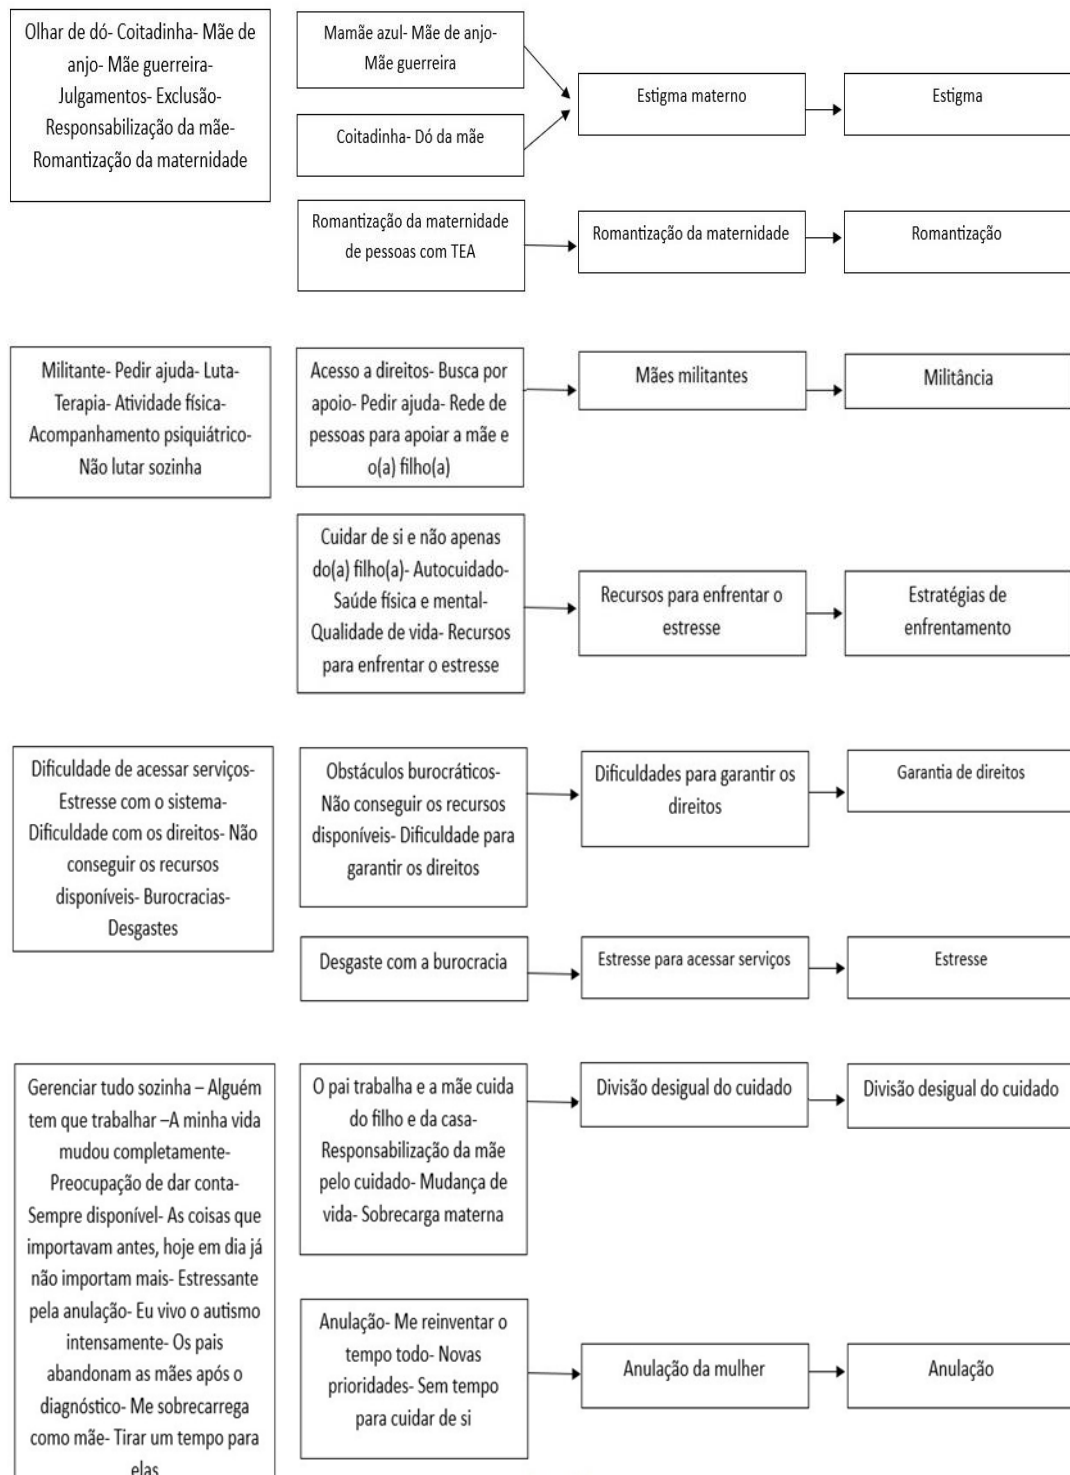 Olhar de dó- Coitadinha- Mãe de
anjo- Mãe guerreira-
Julgamentos- Exclusão-
Responsabilização da mãe-
Romantização da maternidade
Mamãe azul- Mãe de anjo-
Mãe guerreira
Coitadinha- Dó da mãe
Estigma materno
Estigma
Romantização da maternidade
de pessoas com TEA
Romantização da maternidade
Romantização
Militante- Pedir ajuda- Luta-
Terapia- Atividade física-
Acompanhamento psiquiátrico-
Não lutar sozinha
Acesso a direitos- Busca por
apoio- Pedir ajuda- Rede de
pessoas para apoiar a mãe e
o(a) filho(a)
Mães militantes
Militância
Cuidar de si e não apenas
do(a) filho(a)- Autocuidado-
Saúde física e mental-
Qualidade de vida- Recursos
para enfrentar o estresse
Recursos para enfrentar o
estresse
Estratégias de
enfrentamento
Dificuldade de acessar serviços-
Estresse com o sistema-
Dificuldade com os direitos- Não
conseguir os recursos
disponíveis- Burocracias-
Desgastes
Obstáculos burocráticos-
Não conseguir os recursos
disponíveis- Dificuldade para
garantir os direitos
Dificuldades para garantir os
direitos
Garantia de direitos
Desgaste com a burocracia
Estresse para acessar serviços
Estresse
Gerenciar tudo sozinha – Alguém
tem que trabalhar –A minha vida
mudou completamente-
Preocupação de dar conta-
Sempre disponível- As coisas que
importavam antes, hoje em dia já
não importam mais- Estressante
pela anulação- Eu vivo o autismo
intensamente- Os pais
abandonam as mães após o
diagnóstico- Me sobrecarrega
como mãe- Tirar um tempo para
elas
O pai trabalha e a mãe cuida
do filho e da casa-
Responsabilização da mãe
pelo cuidado- Mudança de
vida- Sobrecarga materna
Divisão desigual do cuidado
Divisão desigual do cuidado
Anulação- Me reinventar o
tempo todo- Novas
prioridades- Sem tempo
para cuidar de si
Anulação da mulher
Anulação